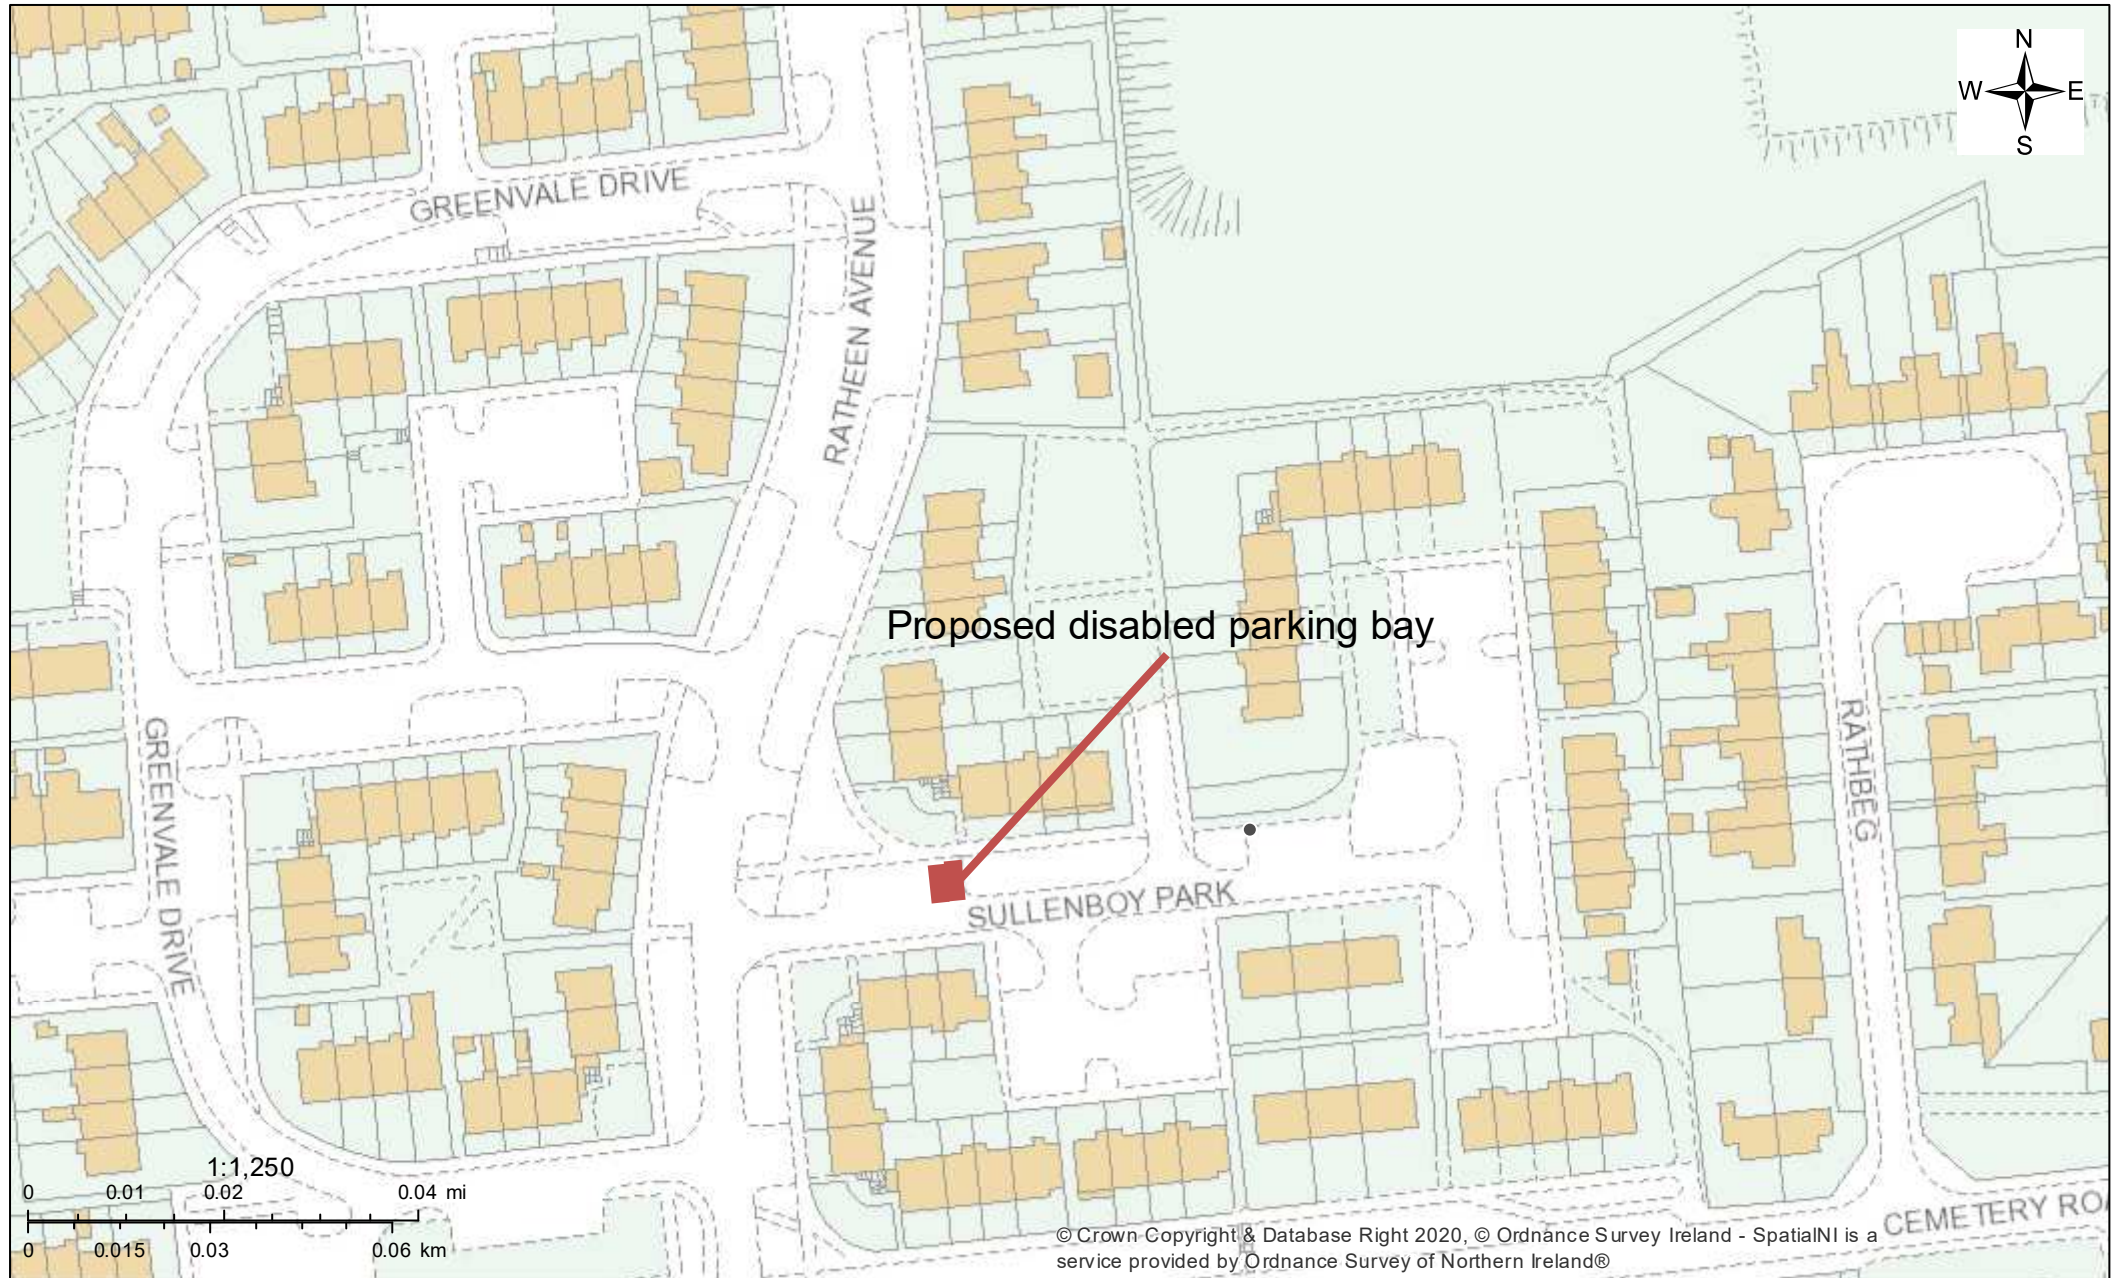 N
W E
S
GREENVALE DRIVE
RATHEEN AVENUE
Proposed disabled parking bay
GREENVALE DRIVE
RATHBEG
SULLENBOY PARK
1:1,250
0 0.01 0.02 0.04 mi
0 0.015 0.03 0.06 km
CEMETERY
© Crown Copyright & Database Right 2020, © Ordnance Survey Ireland - SpatialNI is a
service provided by Ordnance Survey of Northern Ireland®